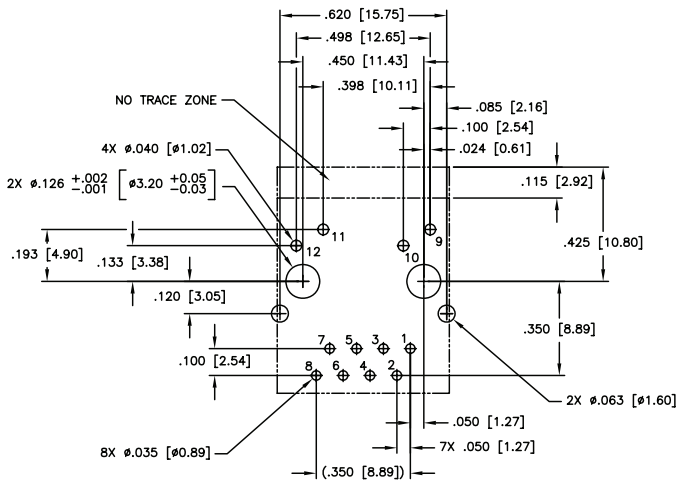 .620 [15.75]
.498 [12.65]
.450 [11.43]
.398 [10.11]
NO TRACE ZONE
.085 [2.16]
.100 [2.54]
4X ø.040 [ø1.02]
.024 [0.61]
2X ø.126 +.002 -.001 [ø3.20 +0.05 -0.03]
.115 [2.92]
11
9
12
10
.193 [4.90]
.133 [3.38]
.425 [10.80]
.120 [3.05]
.350 [8.89]
7 5 3 1
.100 [2.54]
8 6 4 2
2X ø.063 [ø1.60]
.050 [1.27]
8X ø.035 [ø0.89]
7X .050 [1.27]
(.350 [8.89])